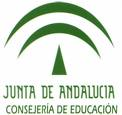 JUNTA DE ANDALUCIA
CONSEJERÍA DE EDUCACIÓN